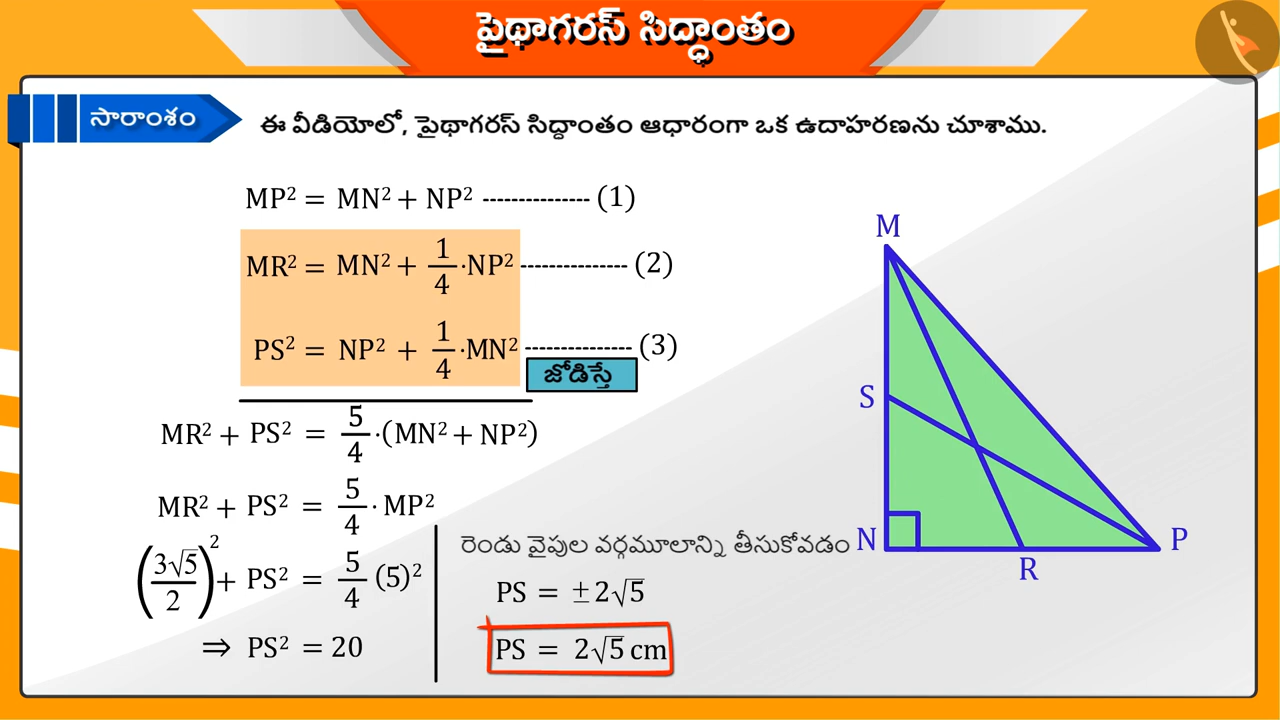 పైథాగరస్ సిద్ధాంతం
సారాంశం
ఈ వీడియోలో, పైథాగరస్ సిద్ధాంతం ఆధారంగా ఒక ఉదాహరణను చూశాము.
MP² = MN² + NP² --------------- (1)
MR² = MN² + 1/4 ·NP² --------------- (2)
PS² = NP² + 1/4 ·MN² --------------- (3)
జోడిస్తే
MR² + PS² = 5/4 ·(MN² + NP²)
MR² + PS² = 5/4 · MP²
(3√5/2)² + PS² = 5/4 (5)²
⇒ PS² = 20
రెండు వైపుల వర్గమూలాన్ని తీసుకోవడం
PS = ± 2√5
PS = 2√5 cm
M
S
N
R
P